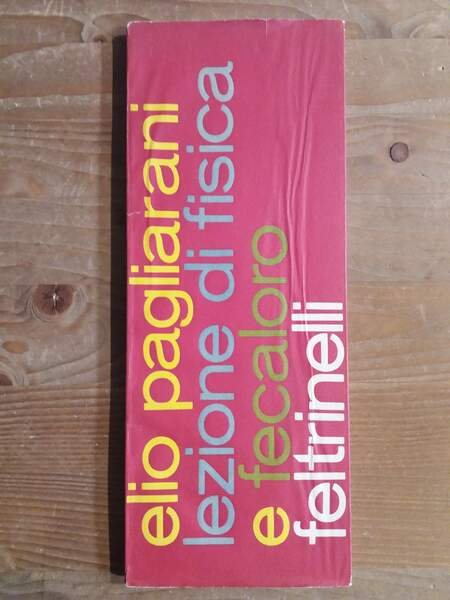 elio pagliarani
lezione di fisica
e fecaloro
feltrinelli